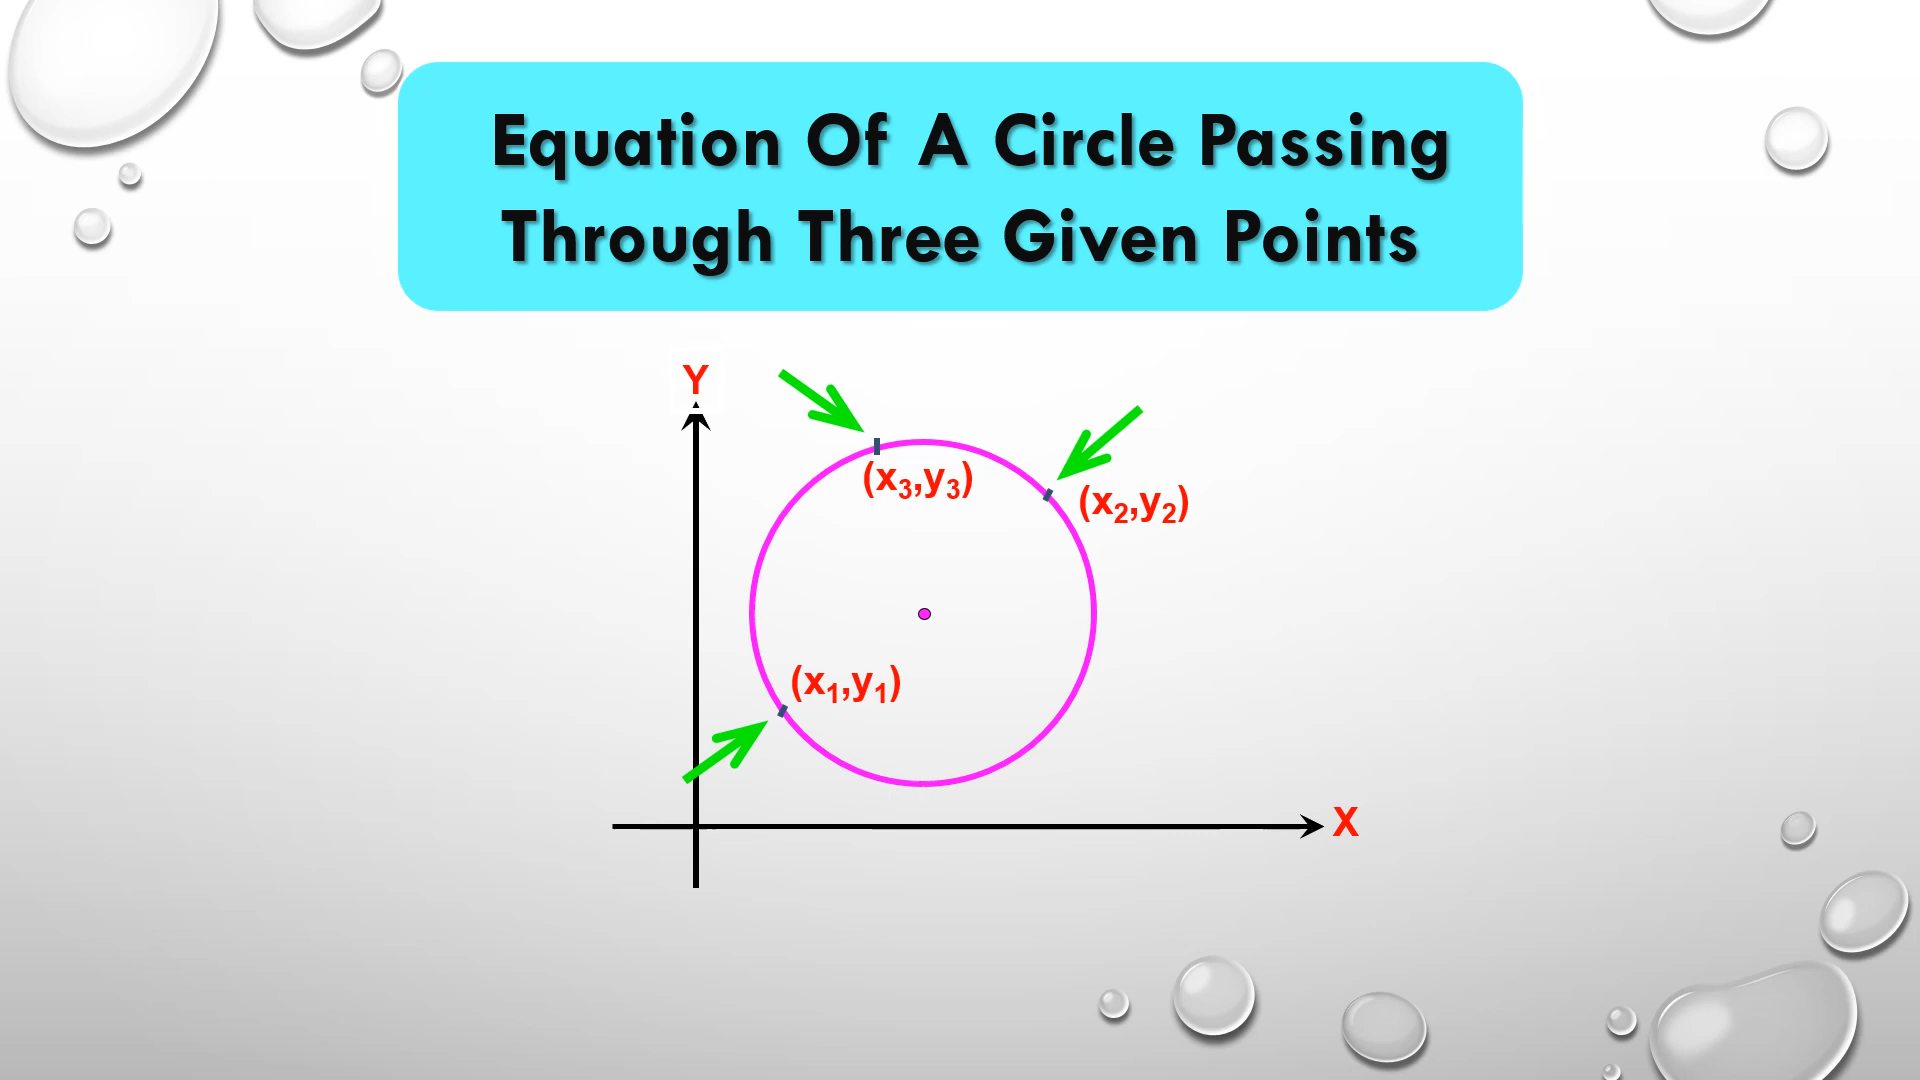 Equation Of A Circle Passing
Through Three Given Points
Y
(x₃,y₃)
(x₂,y₂)
(x₁,y₁)
X